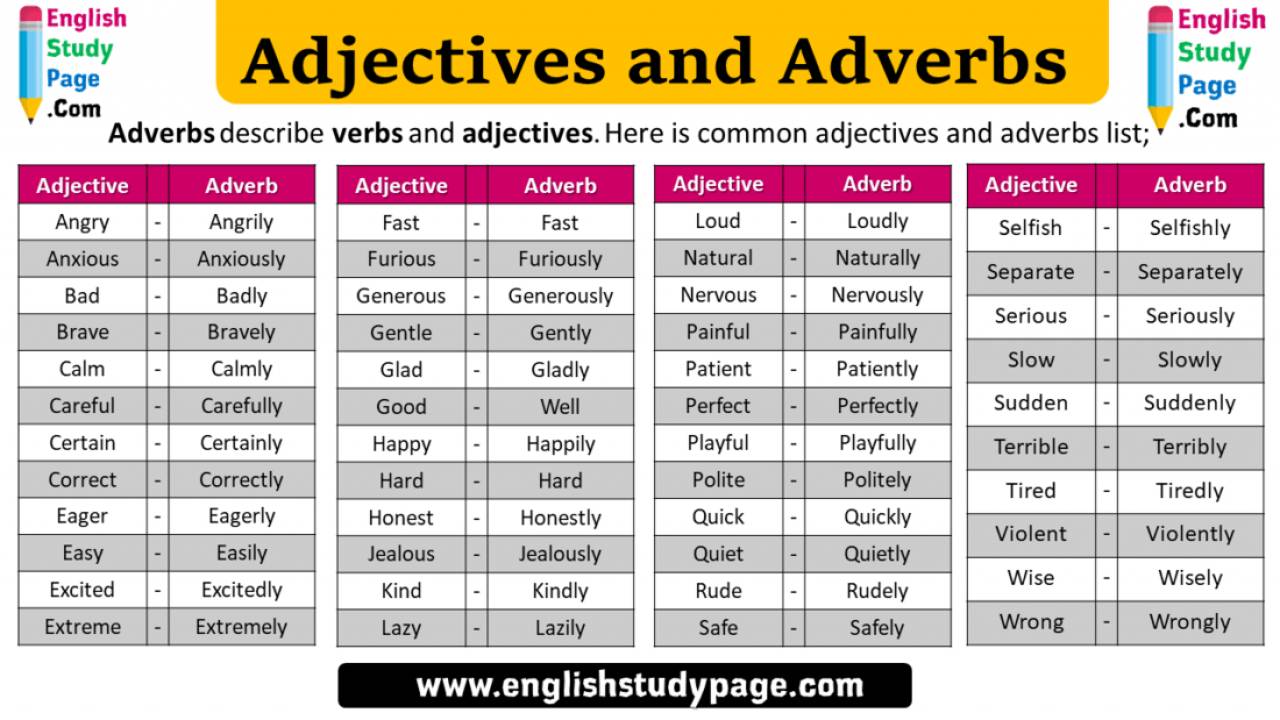 English
Study
Page
.Com
Adjectives and Adverbs
English
Study
Page
.Com
Adverbs describe verbs and adjectives. Here is common adjectives and adverbs list;
Adjective Adverb
Angry - Angrily
Anxious - Anxiously
Bad - Badly
Brave - Bravely
Calm - Calmly
Careful - Carefully
Certain - Certainly
Correct - Correctly
Eager - Eagerly
Easy - Easily
Excited - Excitedly
Extreme - Extremely
Adjective Adverb
Fast - Fast
Furious - Furiously
Generous - Generously
Gentle - Gently
Glad - Gladly
Good - Well
Happy - Happily
Hard - Hard
Honest - Honestly
Jealous - Jealously
Kind - Kindly
Lazy - Lazily
Adjective Adverb
Loud - Loudly
Natural - Naturally
Nervous - Nervously
Painful - Painfully
Patient - Patiently
Perfect - Perfectly
Playful - Playfully
Polite - Politely
Quick - Quickly
Quiet - Quietly
Rude - Rudely
Safe - Safely
Adjective Adverb
Selfish - Selfishly
Separate - Separately
Serious - Seriously
Slow - Slowly
Sudden - Suddenly
Terrible - Terribly
Tired - Tiredly
Violent - Violently
Wise - Wisely
Wrong - Wrongly
www.englishstudypage.com